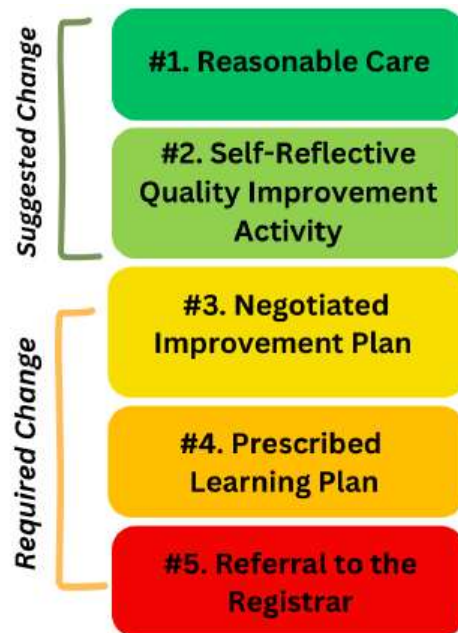 Suggested Change
#1. Reasonable Care
#2. Self-Reflective
Quality Improvement
Activity
Required Change
#3. Negotiated
Improvement Plan
#4. Prescribed
Learning Plan
#5. Referral to the
Registrar